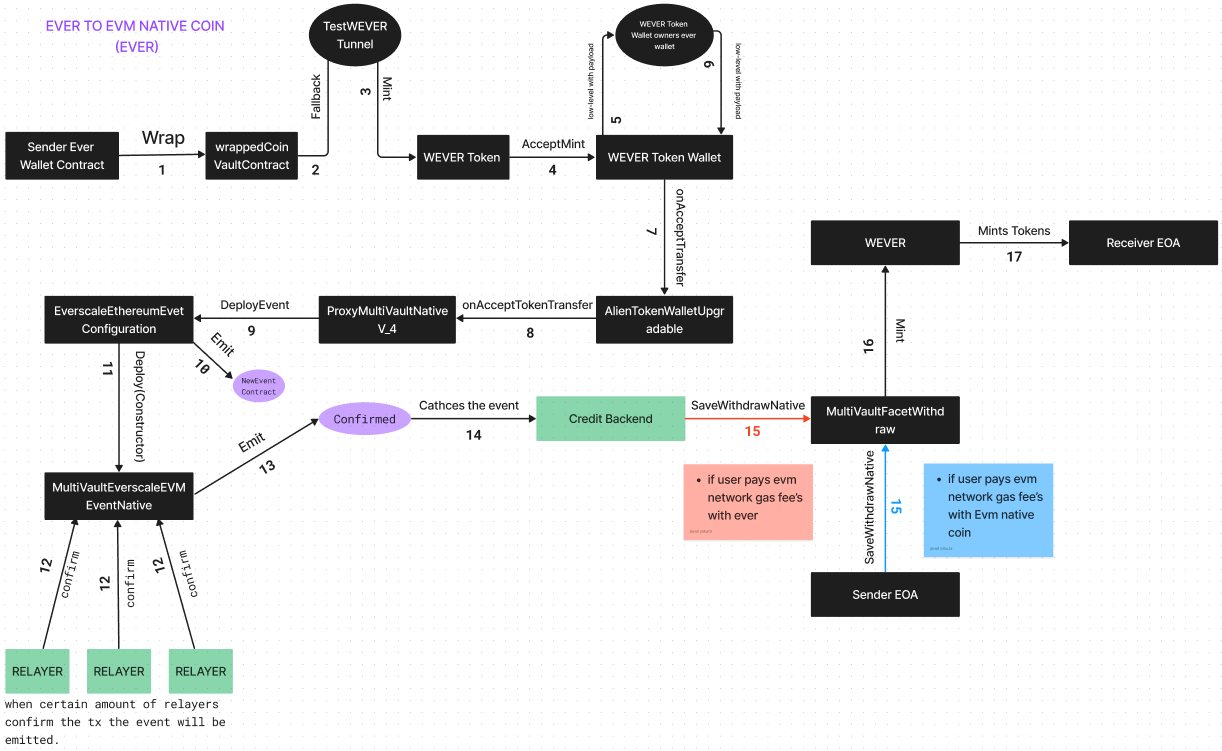 EVER TO EVM NATIVE COIN
(EVER)
TestWEVER
Tunnel
WEVER Token
Wallet owners ever
wallet
Fallback
3
Mint
low-level with payload
5
6
low-level with payload
Sender Ever
Wallet Contract
Wrap
1
wrappedCoin
VaultContract
2
WEVER Token
AcceptMint
4
WEVER Token Wallet
7
onAcceptTransfer
WEVER
Mints Tokens
17
Receiver EOA
EverscaleEthereumEvet
Configuration
DeployEvent
9
ProxyMultiVaultNative
V_4
onAcceptTokenTransfer
8
AlienTokenWalletUpgr
adable
Emit
10
NewEvent
Contract
11
Deploy(Constructor)
16
Mint
Confirmed
Cathces the event
14
Credit Backend
SaveWithdrawNative
15
MultiVaultFacetWithd
raw
Emit
13
MultiVaultEverscaleEVM
EventNative
• if user pays evm
network gas fee's
with ever
SaveWithdrawNative
15
• if user pays evm
network gas fee's
with Evm native
coin
Sender EOA
12
confirm
12
confirm
12
confirm
RELAYER
RELAYER
RELAYER
when certain amount of relayers
confirm the tx the event will be
emitted.